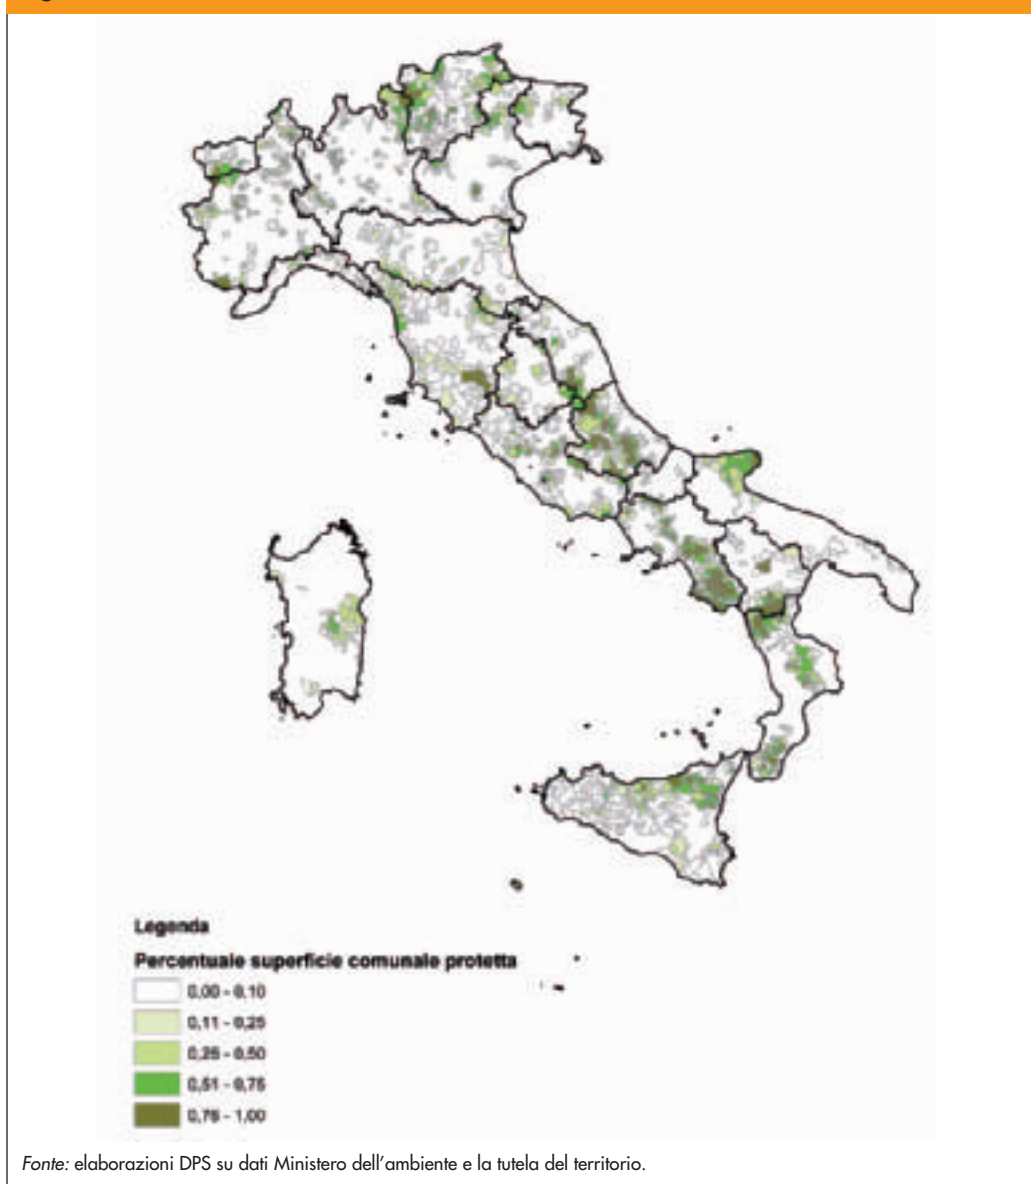 Legenda
Percentuale superficie comunale protetta
0,00 - 0,10
0,11 - 0,25
0,26 - 0,50
0,51 - 0,75
0,76 - 1,00
Fonte: elaborazioni DPS su dati Ministero dell'ambiente e la tutela del territorio.